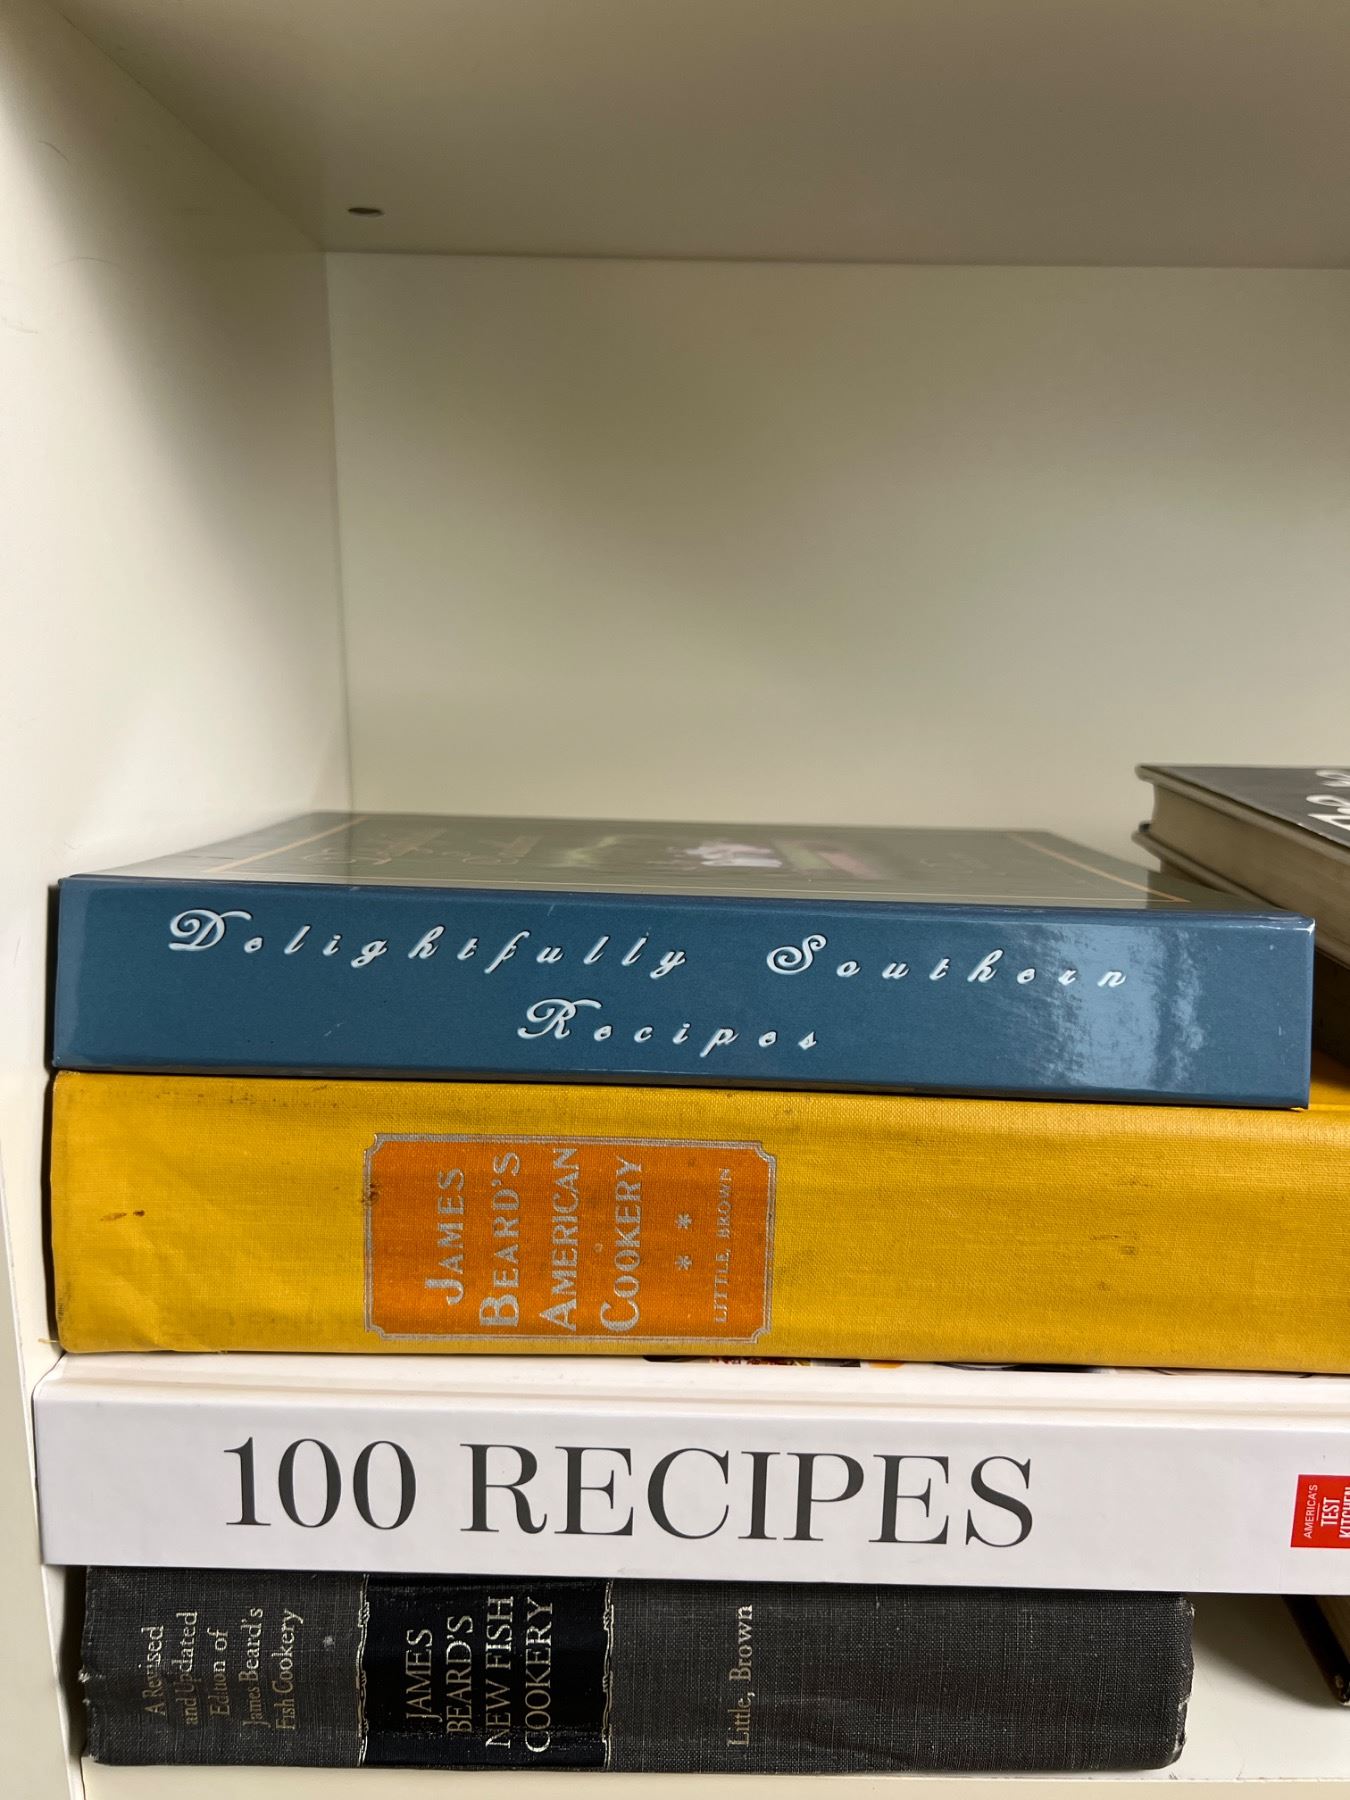 Delightfully Southern
Recipes
JAMES
BEARD'S
AMERICAN
COOKERY
* *
LITTLE, BROWN
100 RECIPES
AMERICA'S
TEST
KITCHEN
A Revised
and Updated
Edition of
James Beard's
Fish Cookery
JAMES
BEARD'S
NEW FISH
COOKERY
Little, Brown